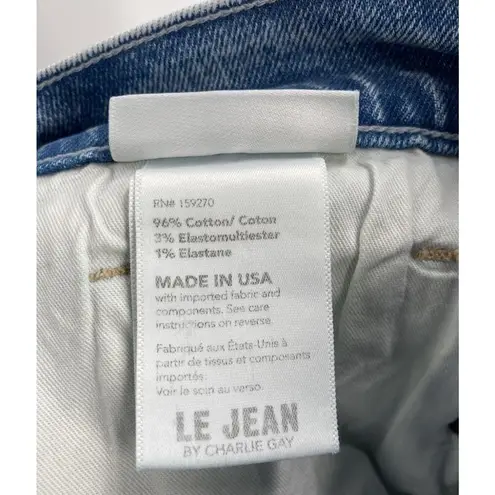 RN# 159270
96% Cotton/ Coton
3% Elastomultiester
1% Elastane
MADE IN USA
with imported fabric and
components. See care
instructions on reverse.
Fabriqué aux États-Unis à
partir de tissus et composants
importés.
Voir le soin au verso.
LE JEAN
BY CHARLIE GAY